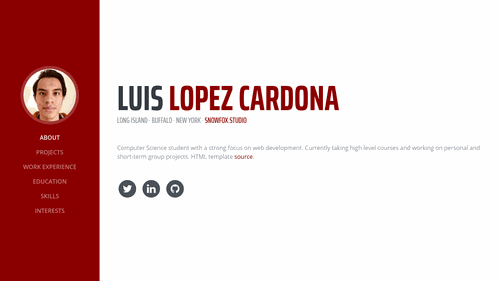 ABOUT
PROJECTS
WORK EXPERIENCE
EDUCATION
SKILLS
INTERESTS
LUIS LOPEZ CARDONA
LONG ISLAND · BUFFALO · NEW YORK · SNOWFOX.STUDIO
Computer Science student with a strong focus on web development. Currently taking high level courses and working on personal and
short-term group projects. HTML template source.